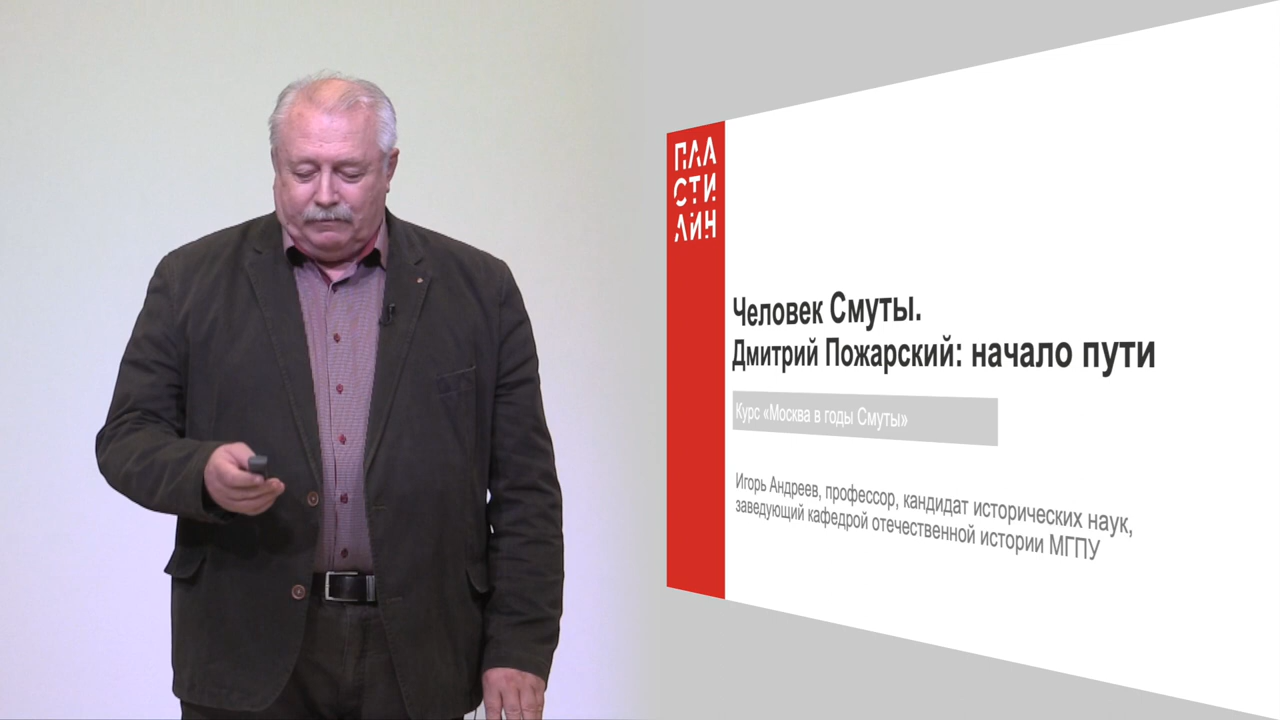 ПЛА
СТИ
ЛИН
Человек Смуты.
Дмитрий Пожарский: начало пути
Курс «Москва в годы Смуты»
Игорь Андреев, профессор, кандидат исторических наук,
заведующий кафедрой отечественной истории МГПУ